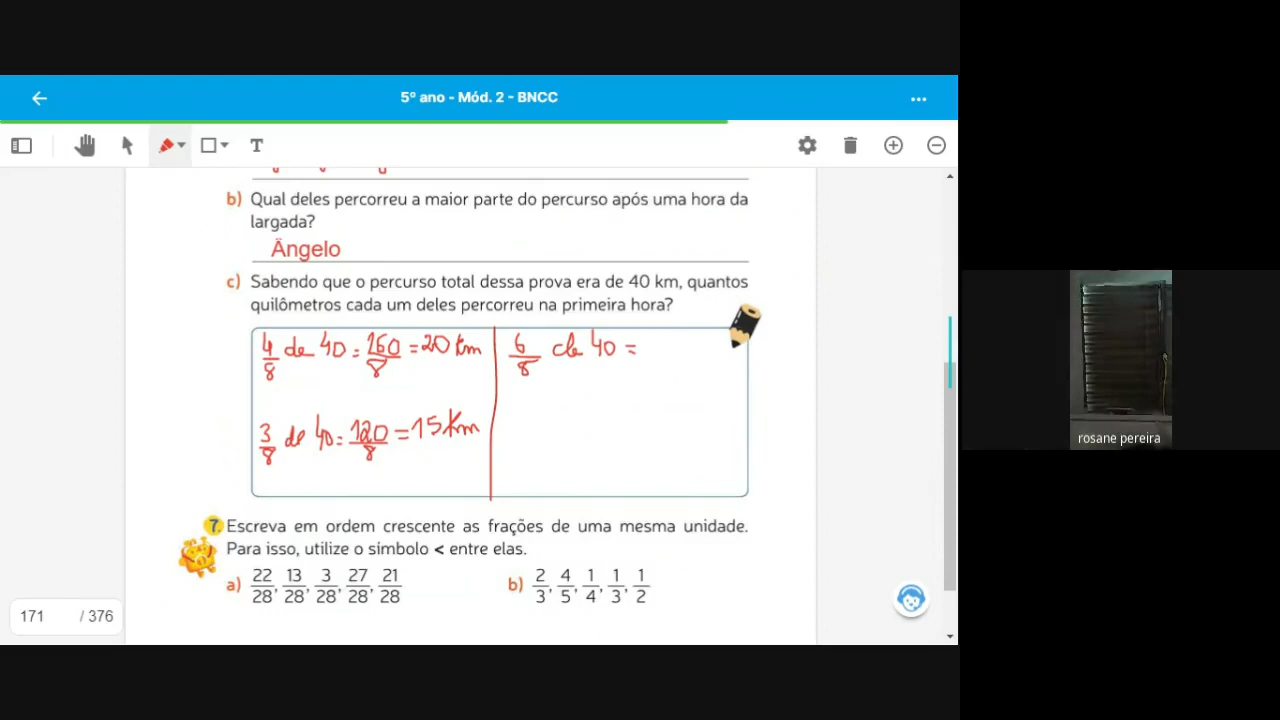 5º ano - Mód. 2 - BNCC
T
b) Qual deles percorreu a maior parte do percurso após uma hora da
largada?
Ängelo
c) Sabendo que o percurso total dessa prova era de 40 km, quantos
quilômetros cada um deles percorreu na primeira hora?
4/8 de 40 = 160/8 = 20 km
3/8 de 40 = 120/8 = 15 Km
6/8 de 40 =
7. Escreva em ordem crescente as frações de uma mesma unidade.
Para isso, utilize o símbolo < entre elas.
a) 22/28, 13/28, 3/28, 27/28, 21/28
b) 2/3, 4/5, 1/4, 1/3, 1/2
171 / 376
rosane pereira